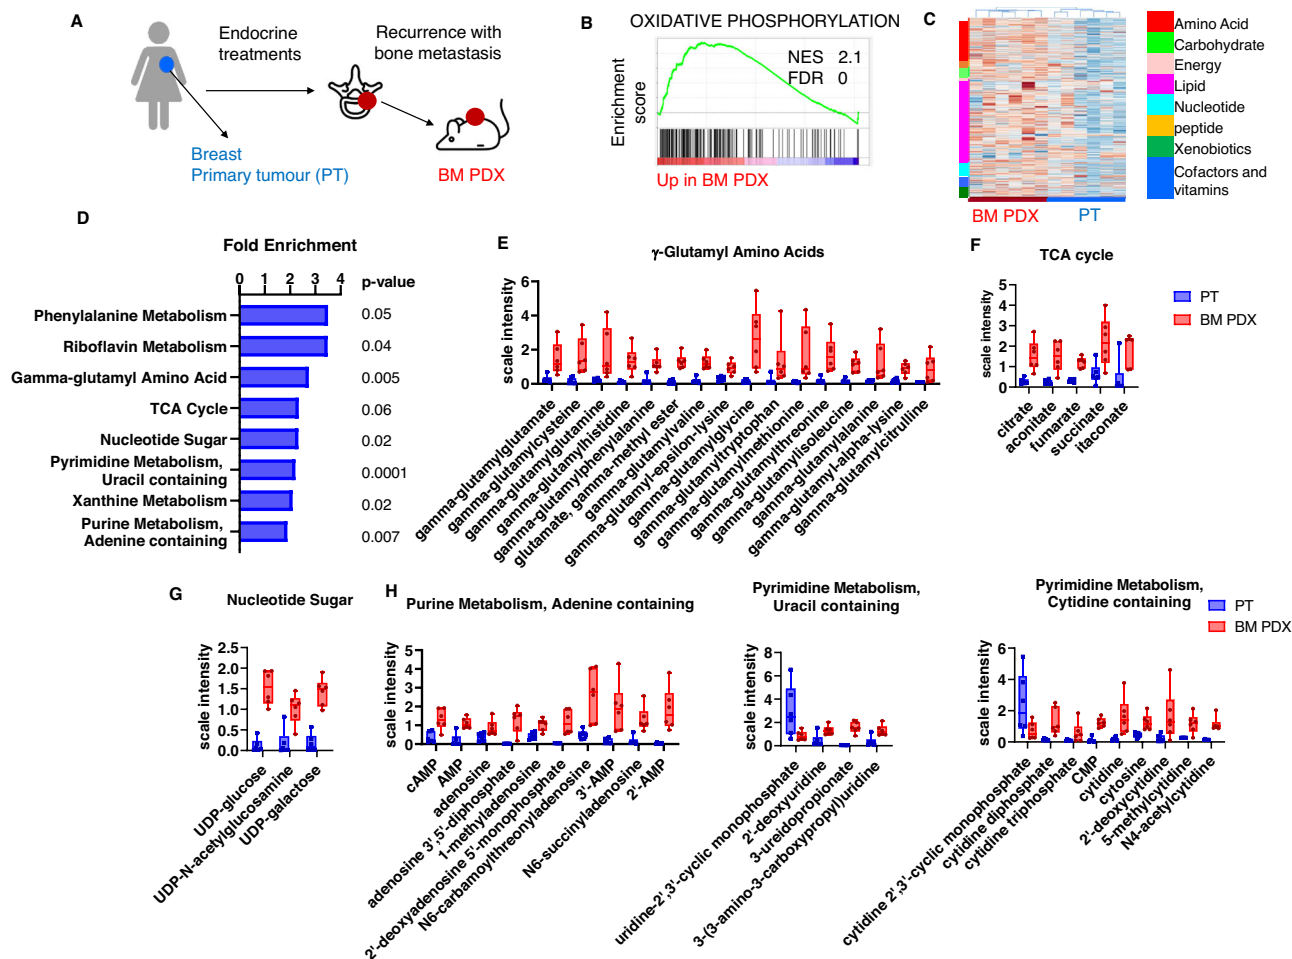 A
Endocrine
treatments
Recurrence with
bone metastasis
Breast
Primary tumour (PT)
BM PDX
B
OXIDATIVE PHOSPHORYLATION
NES 2.1
FDR 0
Enrichment
score
Up in BM PDX
C
BM PDX
PT
Amino Acid
Carbohydrate
Energy
Lipid
Nucleotide
peptide
Xenobiotics
Cofactors and
vitamins
D
Fold Enrichment
0 1 2 3 4
p-value
Phenylalanine Metabolism 0.05
Riboflavin Metabolism 0.04
Gamma-glutamyl Amino Acid 0.005
TCA Cycle 0.06
Nucleotide Sugar 0.02
Pyrimidine Metabolism,
Uracil containing 0.0001
Xanthine Metabolism 0.02
Purine Metabolism,
Adenine containing 0.007
E
γ-Glutamyl Amino Acids
scale intensity
6
4
2
0
gamma-glutamylglutamate
gamma-glutamylcysteine
gamma-glutamylglutamine
gamma-glutamylhistidine
gamma-glutamylphenylalanine
glutamate, gamma-methyl ester
gamma-glutamylvaline
gamma-glutamyl-epsilon-lysine
gamma-glutamylglycine
gamma-glutamyltryptophan
gamma-glutamylmethionine
gamma-glutamylthreonine
gamma-glutamylisoleucine
gamma-glutamylalanine
gamma-glutamyl-alpha-lysine
gamma-glutamylcitrulline
F
TCA cycle
scale intensity
5
4
3
2
1
0
citrate
aconitate
fumarate
succinate
itaconate
PT
BM PDX
G
Nucleotide Sugar
scale intensity
2.5
2.0
1.5
1.0
0.5
0.0
UDP-glucose
UDP-N-acetylglucosamine
UDP-galactose
H
Purine Metabolism, Adenine containing
scale intensity
5
4
3
2
1
0
cAMP
AMP
adenosine
adenosine 3',5'-diphosphate
1-methyladenosine
2'-deoxyadenosine 5'-monophosphate
N6-carbamoylthreonyladenosine
3'-AMP
N6-succinyladenosine
2'-AMP
Pyrimidine Metabolism,
Uracil containing
scale intensity
8
6
4
2
0
uridine-2',3'-cyclic monophosphate
2'-deoxyuridine
3-ureidopropionate
3-(3-amino-3-carboxypropyl)uridine
Pyrimidine Metabolism,
Cytidine containing
scale intensity
6
4
2
0
cytidine 2',3'-cyclic monophosphate
cytidine diphosphate
cytidine triphosphate
CMP
cytidine
cytosine
2'-deoxycytidine
5-methylcytidine
N4-acetylcytidine
PT
BM PDX